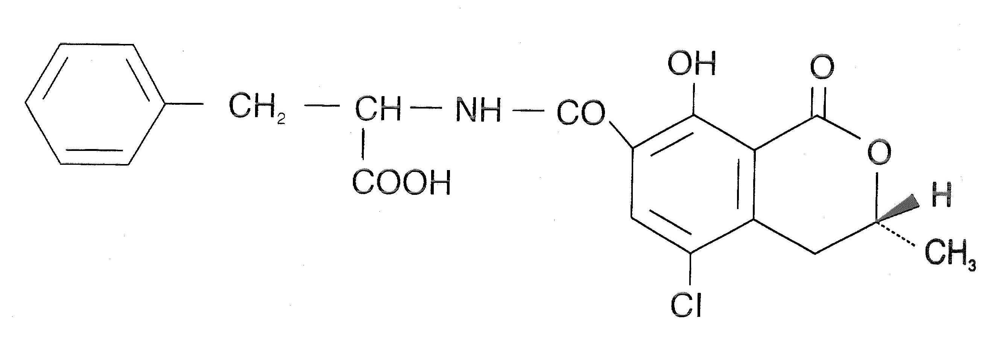 OH
O
CH₂ — CH — NH — CO
O
COOH
H
CH₃
Cl